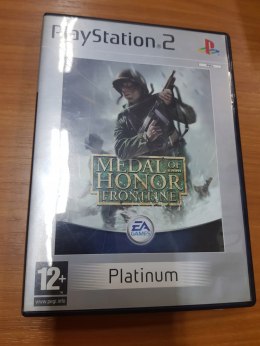 PlayStation 2
MEDAL OF
HONOR
FRONTLINE
EA
GAMES
12+
www.pegi.info
Platinum